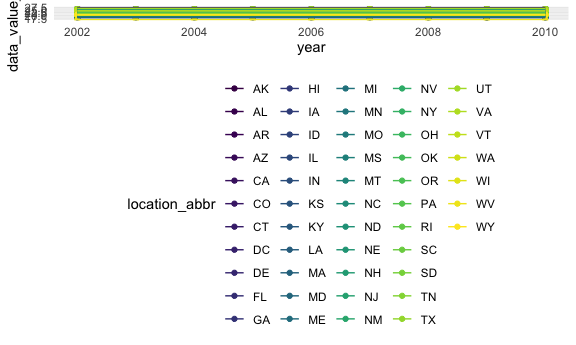 data_value
2002 2004 2006 2008 2010
year
location_abbr
AK HI MI NV UT
AL IA MN NY VA
AR ID MO OH VT
AZ IL MS OK WA
CA IN MT OR WI
CO KS NC PA WV
CT KY ND RI WY
DC LA NE SC
DE MA NH SD
FL MD NJ TN
GA ME NM TX